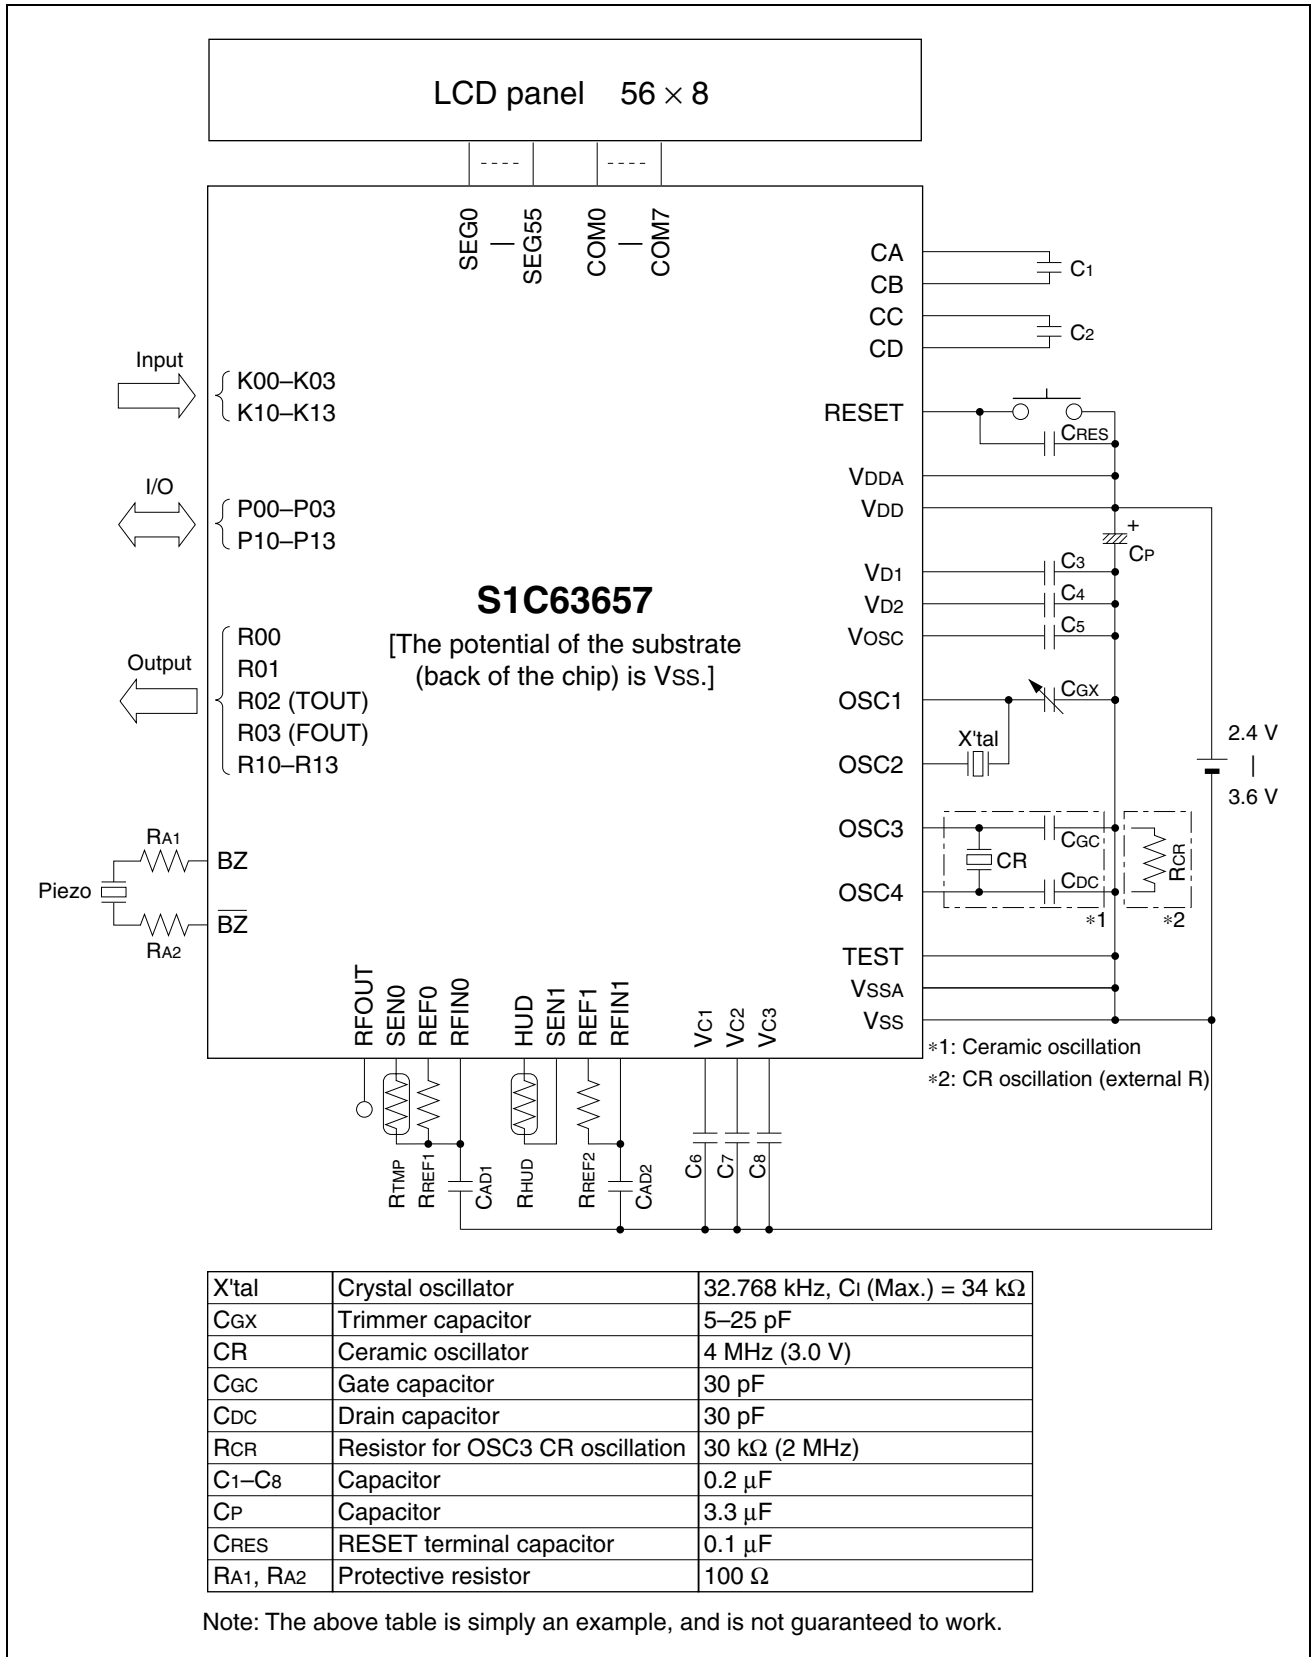 LCD panel 56 × 8
SEG0
SEG55
COM0
COM7
CA
CB
C1
CC
CD
C2
Input
K00–K03
K10–K13
RESET
CRES
I/O
P00–P03
P10–P13
VDDA
VDD
+
CP
VD1
C3
VD2
C4
VOSC
C5
S1C63657
[The potential of the substrate
(back of the chip) is VSS.]
Output
R00
R01
R02 (TOUT)
R03 (FOUT)
R10–R13
OSC1
CGX
X'tal
OSC2
2.4 V
|
3.6 V
OSC3
CGC
CR
OSC4
CDC
*1
RCR
*2
RA1
BZ
Piezo
BZ
RA2
TEST
VSSA
VSS
RFOUT
SEN0
REF0
RFIN0
HUD
SEN1
REF1
RFIN1
VC1
VC2
VC3
*1: Ceramic oscillation
*2: CR oscillation (external R)
RTMP
RREF1
CAD1
RHUD
RREF2
CAD2
C6
C7
C8
X'tal Crystal oscillator 32.768 kHz, CI (Max.) = 34 kΩ
CGX Trimmer capacitor 5–25 pF
CR Ceramic oscillator 4 MHz (3.0 V)
CGC Gate capacitor 30 pF
CDC Drain capacitor 30 pF
RCR Resistor for OSC3 CR oscillation 30 kΩ (2 MHz)
C1–C8 Capacitor 0.2 µF
CP Capacitor 3.3 µF
CRES RESET terminal capacitor 0.1 µF
RA1, RA2 Protective resistor 100 Ω
Note: The above table is simply an example, and is not guaranteed to work.